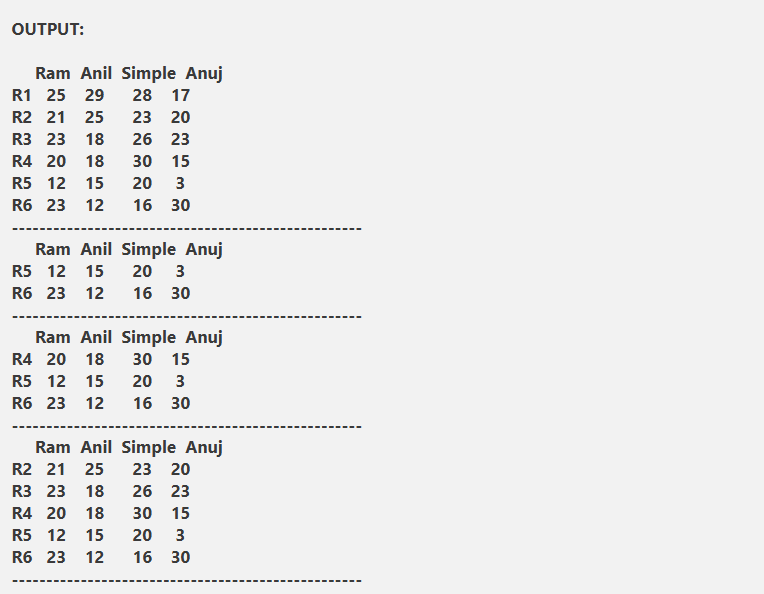 OUTPUT:
Ram Anil Simple Anuj
R1 25 29 28 17
R2 21 25 23 20
R3 23 18 26 23
R4 20 18 30 15
R5 12 15 20 3
R6 23 12 16 30
---------------------------------------------------
Ram Anil Simple Anuj
R5 12 15 20 3
R6 23 12 16 30
---------------------------------------------------
Ram Anil Simple Anuj
R4 20 18 30 15
R5 12 15 20 3
R6 23 12 16 30
---------------------------------------------------
Ram Anil Simple Anuj
R2 21 25 23 20
R3 23 18 26 23
R4 20 18 30 15
R5 12 15 20 3
R6 23 12 16 30
---------------------------------------------------